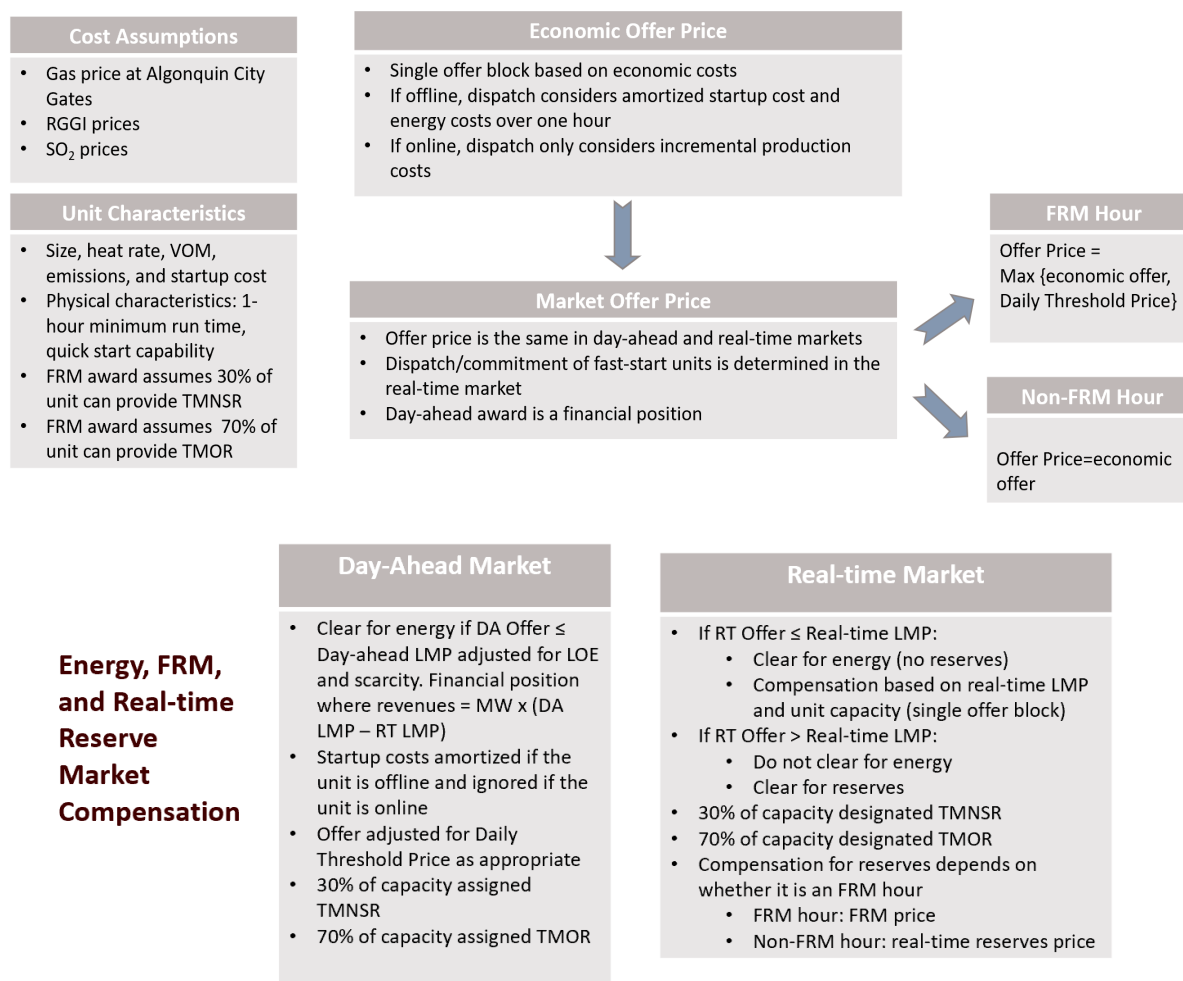 Cost Assumptions
• Gas price at Algonquin City
Gates
• RGGI prices
• SO2 prices
Unit Characteristics
• Size, heat rate, VOM,
emissions, and startup cost
• Physical characteristics: 1-
hour minimum run time,
quick start capability
• FRM award assumes 30% of
unit can provide TMNSR
• FRM award assumes 70% of
unit can provide TMOR
Economic Offer Price
• Single offer block based on economic costs
• If offline, dispatch considers amortized startup cost and
energy costs over one hour
• If online, dispatch only considers incremental production
costs
Market Offer Price
• Offer price is the same in day-ahead and real-time markets
• Dispatch/commitment of fast-start units is determined in the
real-time market
• Day-ahead award is a financial position
FRM Hour
Offer Price =
Max {economic offer,
Daily Threshold Price}
Non-FRM Hour
Offer Price=economic
offer
Energy, FRM,
and Real-time
Reserve
Market
Compensation
Day-Ahead Market
• Clear for energy if DA Offer ≤
Day-ahead LMP adjusted for LOE
and scarcity. Financial position
where revenues = MW x (DA
LMP – RT LMP)
• Startup costs amortized if the
unit is offline and ignored if the
unit is online
• Offer adjusted for Daily
Threshold Price as appropriate
• 30% of capacity assigned
TMNSR
• 70% of capacity assigned TMOR
Real-time Market
• If RT Offer ≤ Real-time LMP:
• Clear for energy (no reserves)
• Compensation based on real-time LMP
and unit capacity (single offer block)
• If RT Offer > Real-time LMP:
• Do not clear for energy
• Clear for reserves
• 30% of capacity designated TMNSR
• 70% of capacity designated TMOR
• Compensation for reserves depends on
whether it is an FRM hour
• FRM hour: FRM price
• Non-FRM hour: real-time reserves price